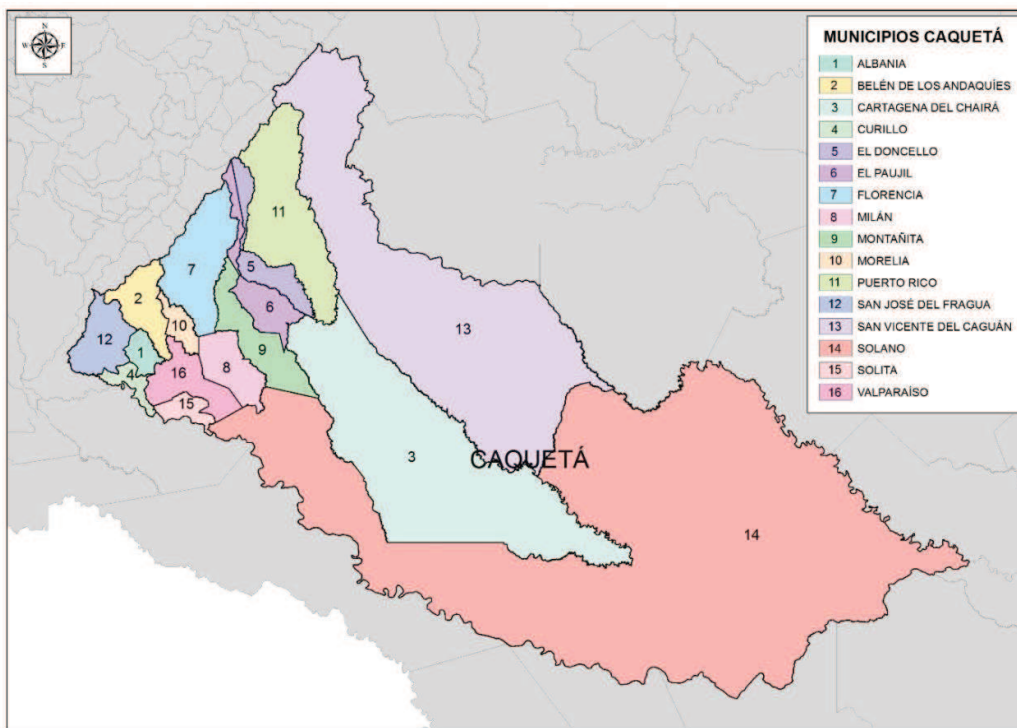 N
W E
S
MUNICIPIOS CAQUETÁ
1 ALBANIA
2 BELÉN DE LOS ANDAQUÍES
3 CARTAGENA DEL CHAIRÁ
4 CURILLO
5 EL DONCELLO
6 EL PAUJIL
7 FLORENCIA
8 MILÁN
9 MONTAÑITA
10 MORELIA
11 PUERTO RICO
12 SAN JOSÉ DEL FRAGUA
13 SAN VICENTE DEL CAGUÁN
14 SOLANO
15 SOLITA
16 VALPARAÍSO
11
7
5
2
6
10
13
12
1
9
8
16
4
15
3
CAQUETÁ
14